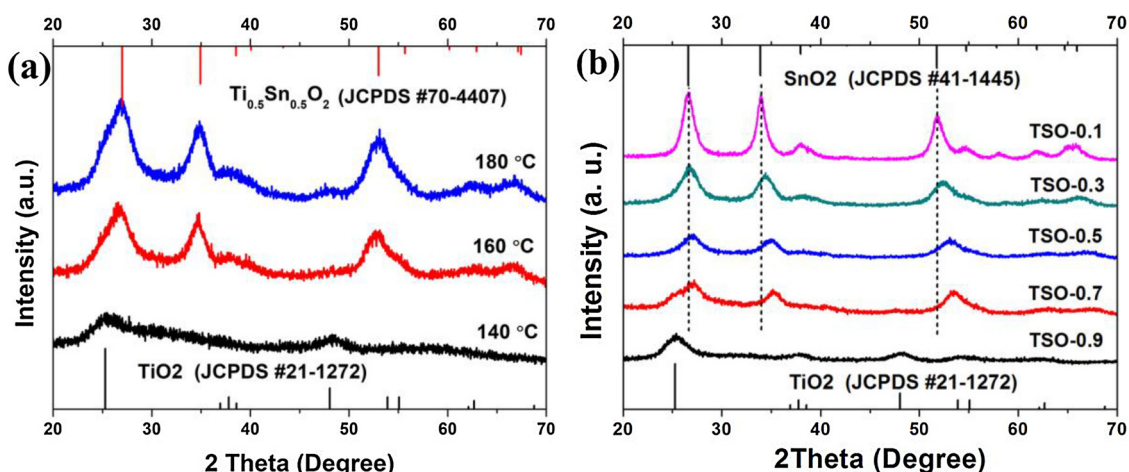 20 30 40 50 60 70
20 30 40 50 60 70
(a)
(b)
Ti0.5Sn0.5O2 (JCPDS #70-4407)
SnO2 (JCPDS #41-1445)
TSO-0.1
180 °C
TSO-0.3
160 °C
TSO-0.5
TSO-0.7
140 °C
TSO-0.9
TiO2 (JCPDS #21-1272)
TiO2 (JCPDS #21-1272)
Intensity (a.u.)
Intensity (a. u.)
20 30 40 50 60 70
20 30 40 50 60 70
2 Theta (Degree)
2Theta (Degree)